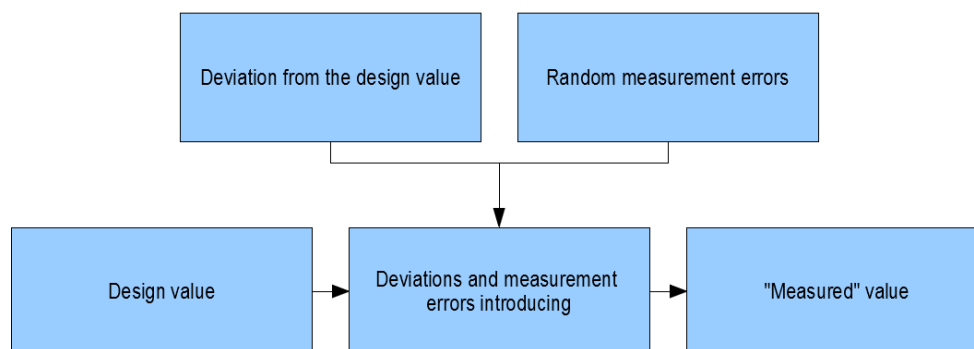 Deviation from the design value
Random measurement errors
Design value
Deviations and measurement
errors introducing
"Measured" value